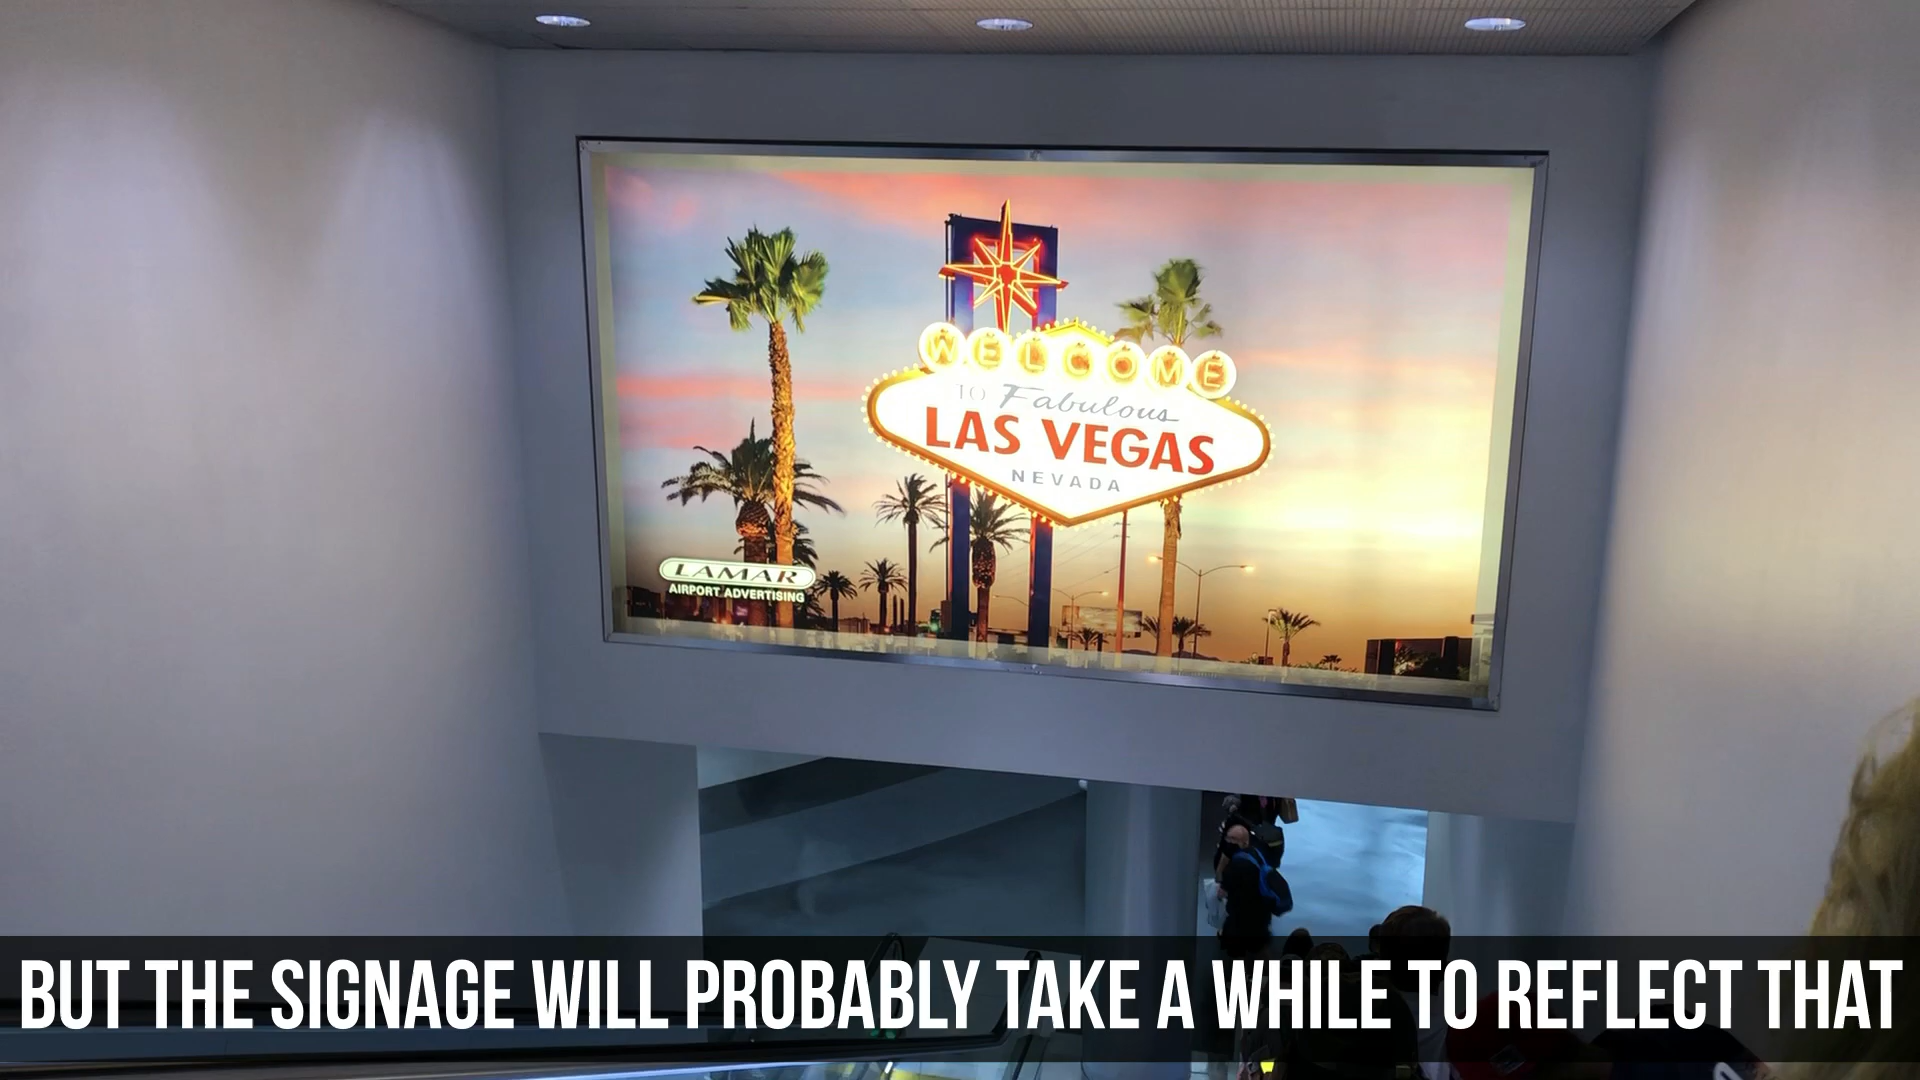 WELCOME
TO Fabulous
LAS VEGAS
NEVADA
LAMAR
AIRPORT ADVERTISING
BUT THE SIGNAGE WILL PROBABLY TAKE A WHILE TO REFLECT THAT